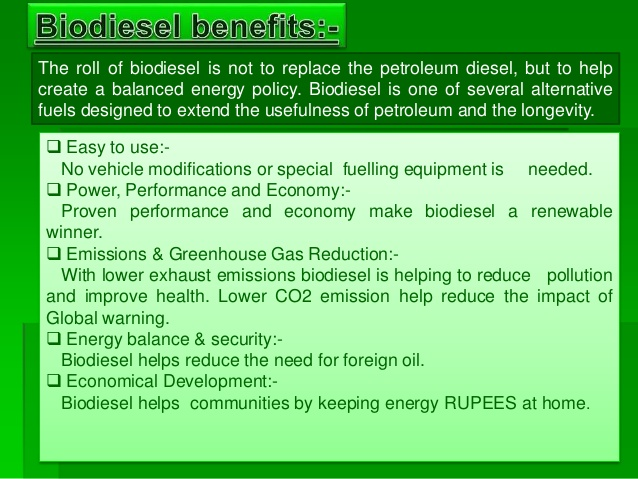 Biodiesel benefits:-
The roll of biodiesel is not to replace the petroleum diesel, but to help
create a balanced energy policy. Biodiesel is one of several alternative
fuels designed to extend the usefulness of petroleum and the longevity.
❑ Easy to use:-
No vehicle modifications or special fuelling equipment is needed.
❑ Power, Performance and Economy:-
Proven performance and economy make biodiesel a renewable
winner.
❑ Emissions & Greenhouse Gas Reduction:-
With lower exhaust emissions biodiesel is helping to reduce pollution
and improve health. Lower CO2 emission help reduce the impact of
Global warning.
❑ Energy balance & security:-
Biodiesel helps reduce the need for foreign oil.
❑ Economical Development:-
Biodiesel helps communities by keeping energy RUPEES at home.